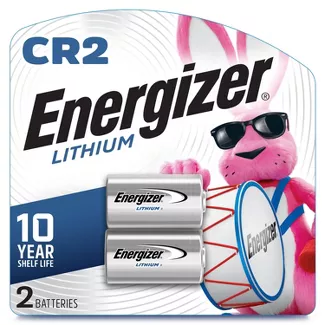 CR2
Energizer
LITHIUM
Energizer
LITHIUM
10
YEAR
SHELF LIFE
Energizer
LITHIUM
Energizer
2 BATTERIES